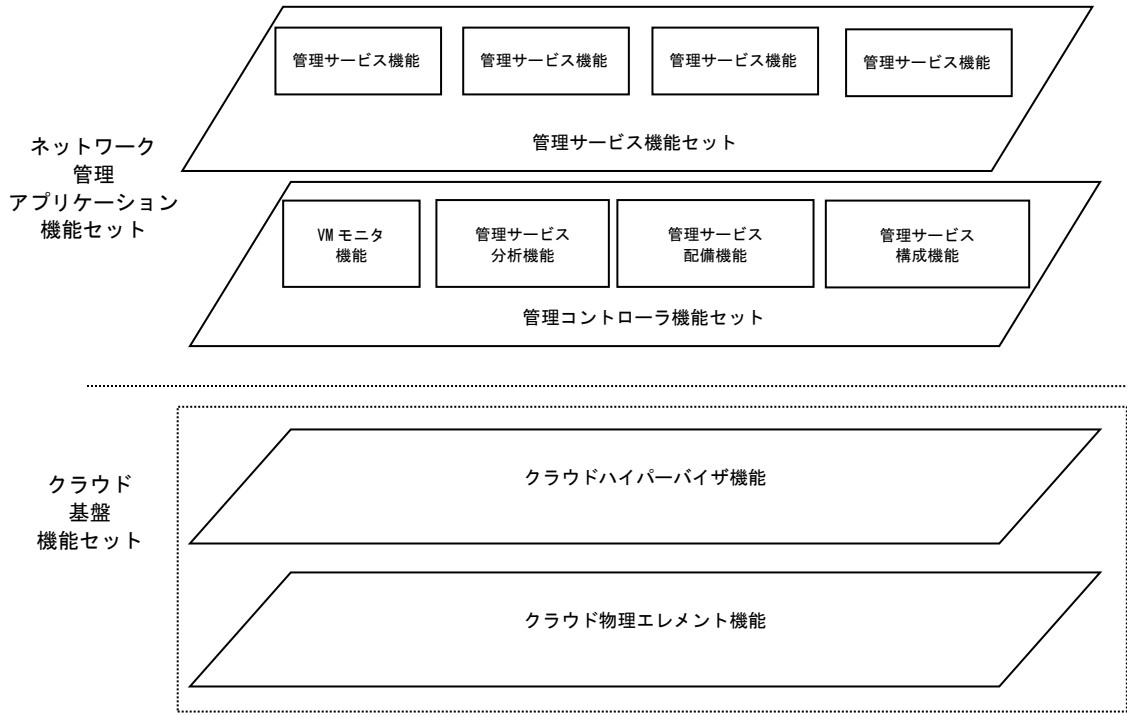 管理サービス機能
管理サービス機能
管理サービス機能
管理サービス機能
管理サービス機能セット
ネットワーク
管理
アプリケーション
機能セット
VM モニタ
機能
管理サービス
分析機能
管理サービス
配備機能
管理サービス
構成機能
管理コントローラ機能セット
クラウド
基盤
機能セット
クラウドハイパーバイザ機能
クラウド物理エレメント機能